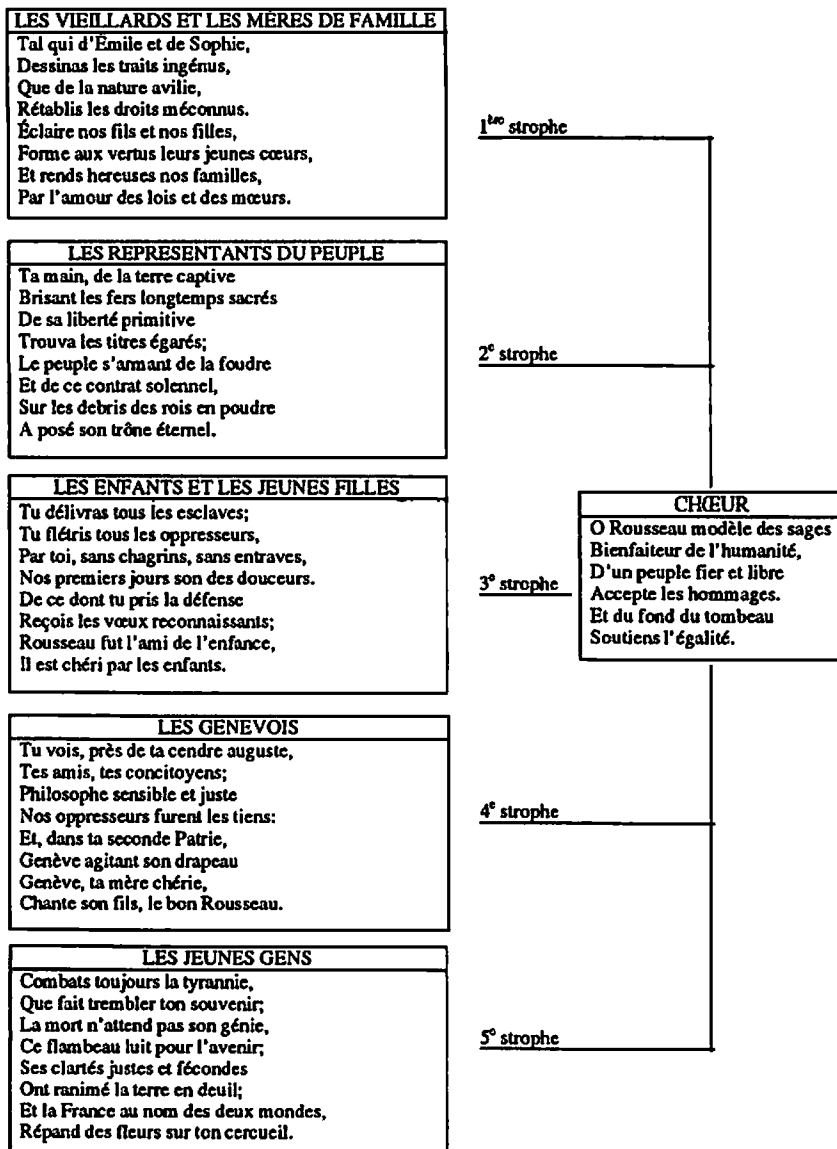 LES VIEILLARDS ET LES MÈRES DE FAMILLE
Tal qui d'Émile et de Sophie,
Dessinas les traits ingénus,
Que de la nature avilie,
Rétablis les droits méconnus.
Éclaire nos fils et nos filles,
Forme aux vertus leurs jeunes cœurs,
Et rends hereuses nos familles,
Par l'amour des lois et des mœurs.
1ère strophe
LES REPRESENTANTS DU PEUPLE
Ta main, de la terre captive
Brisant les fers longtemps sacrés
De sa liberté primitive
Trouva les titres égarés;
Le peuple s'armant de la foudre
Et de ce contrat solennel,
Sur les debris des rois en poudre
A posé son trône éternel.
2e strophe
LES ENFANTS ET LES JEUNES FILLES
Tu délivras tous les esclaves;
Tu flétris tous les oppresseurs,
Par toi, sans chagrins, sans entraves,
Nos premiers jours son des douceurs.
De ce dont tu pris la défense
Reçois les vœux reconnaissants;
Rousseau fut l'ami de l'enfance,
Il est chéri par les enfants.
3e strophe
CHŒUR
O Rousseau modèle des sages
Bienfaiteur de l'humanité,
D'un peuple fier et libre
Accepte les hommages.
Et du fond du tombeau
Soutiens l'égalité.
LES GENEVOIS
Tu vois, près de ta cendre auguste,
Tes amis, tes concitoyens;
Philosophe sensible et juste
Nos oppresseurs furent les tiens:
Et, dans ta seconde Patrie,
Genève agitant son drapeau
Genève, ta mère chérie,
Chante son fils, le bon Rousseau.
4e strophe
LES JEUNES GENS
Combats toujours la tyrannie,
Que fait trembler ton souvenir;
La mort n'attend pas son génie,
Ce flambeau luit pour l'avenir;
Ses clartés justes et fécondes
Ont ranimé la terre en deuil;
Et la France au nom des deux mondes,
Répand des fleurs sur ton cercueil.
5e strophe